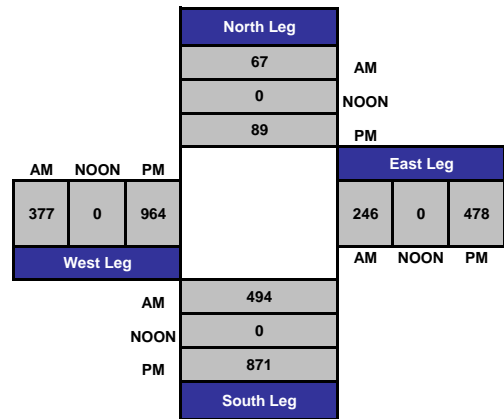 North Leg
67 AM
0 NOON
89 PM
AM NOON PM East Leg
377 0 964 246 0 478
West Leg AM NOON PM
AM 494
NOON 0
PM 871
South Leg